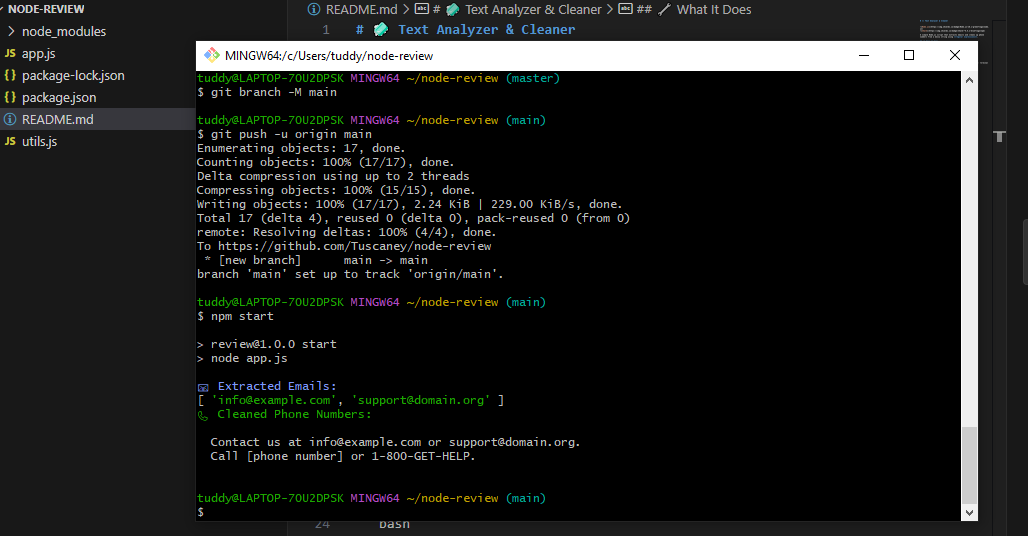 NODE-REVIEW
node_modules
JS app.js
{} package-lock.json
{} package.json
README.md
JS utils.js
README.md > abc # Text Analyzer & Cleaner > abc ## What It Does
1 # Text Analyzer & Cleaner
MINGW64:/c/Users/tuddy/node-review
tuddy@LAPTOP-7OU2DPSK MINGW64 ~/node-review (master)
$ git branch -M main
tuddy@LAPTOP-7OU2DPSK MINGW64 ~/node-review (main)
$ git push -u origin main
Enumerating objects: 17, done.
Counting objects: 100% (17/17), done.
Delta compression using up to 2 threads
Compressing objects: 100% (15/15), done.
Writing objects: 100% (17/17), 2.24 KiB | 229.00 KiB/s, done.
Total 17 (delta 4), reused 0 (delta 0), pack-reused 0 (from 0)
remote: Resolving deltas: 100% (4/4), done.
To https://github.com/Tuscaney/node-review
 * [new branch]      main -> main
branch 'main' set up to track 'origin/main'.
tuddy@LAPTOP-7OU2DPSK MINGW64 ~/node-review (main)
$ npm start
> review@1.0.0 start
> node app.js
Extracted Emails:
[ 'info@example.com', 'support@domain.org' ]
Cleaned Phone Numbers:
Contact us at info@example.com or support@domain.org.
Call [phone number] or 1-800-GET-HELP.
tuddy@LAPTOP-7OU2DPSK MINGW64 ~/node-review (main)
$
24 bash